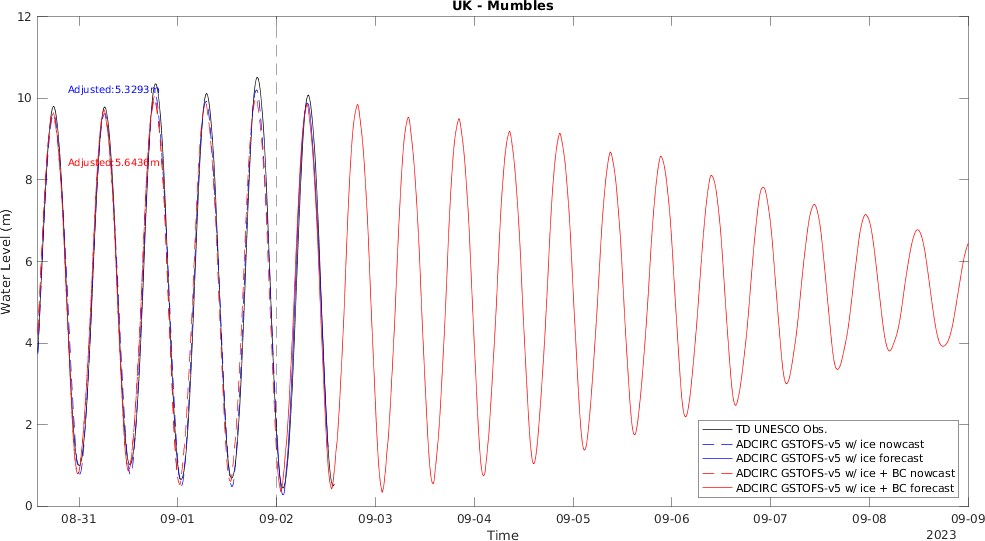 UK - Mumbles
12
10
8
6
4
2
0
Water Level (m)
Adjusted:5.3293m
Adjusted:5.6436m
TD UNESCO Obs.
ADCIRC GSTOFS-v5 w/ ice nowcast
ADCIRC GSTOFS-v5 w/ ice forecast
ADCIRC GSTOFS-v5 w/ ice + BC nowcast
ADCIRC GSTOFS-v5 w/ ice + BC forecast
08-31 09-01 09-02 09-03 09-04 09-05 09-06 09-07 09-08 09-09
Time
2023